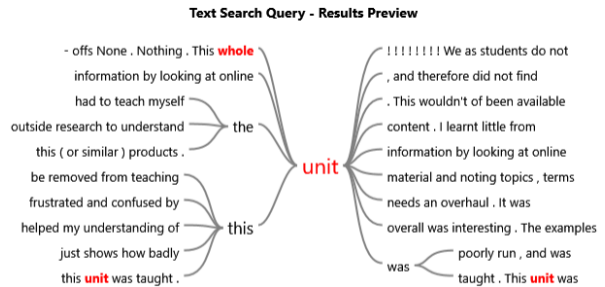 Text Search Query - Results Preview
- offs None . Nothing . This whole
information by looking at online
had to teach myself
outside research to understand
this ( or similar ) products .
the
be removed from teaching
frustrated and confused by
helped my understanding of
just shows how badly
this unit was taught .
this
unit
! ! ! ! ! ! ! ! We as students do not
, and therefore did not find
. This wouldn't of been available
content . I learnt little from
information by looking at online
material and noting topics , terms
needs an overhaul . It was
overall was interesting . The examples
was
poorly run , and was
taught . This unit was